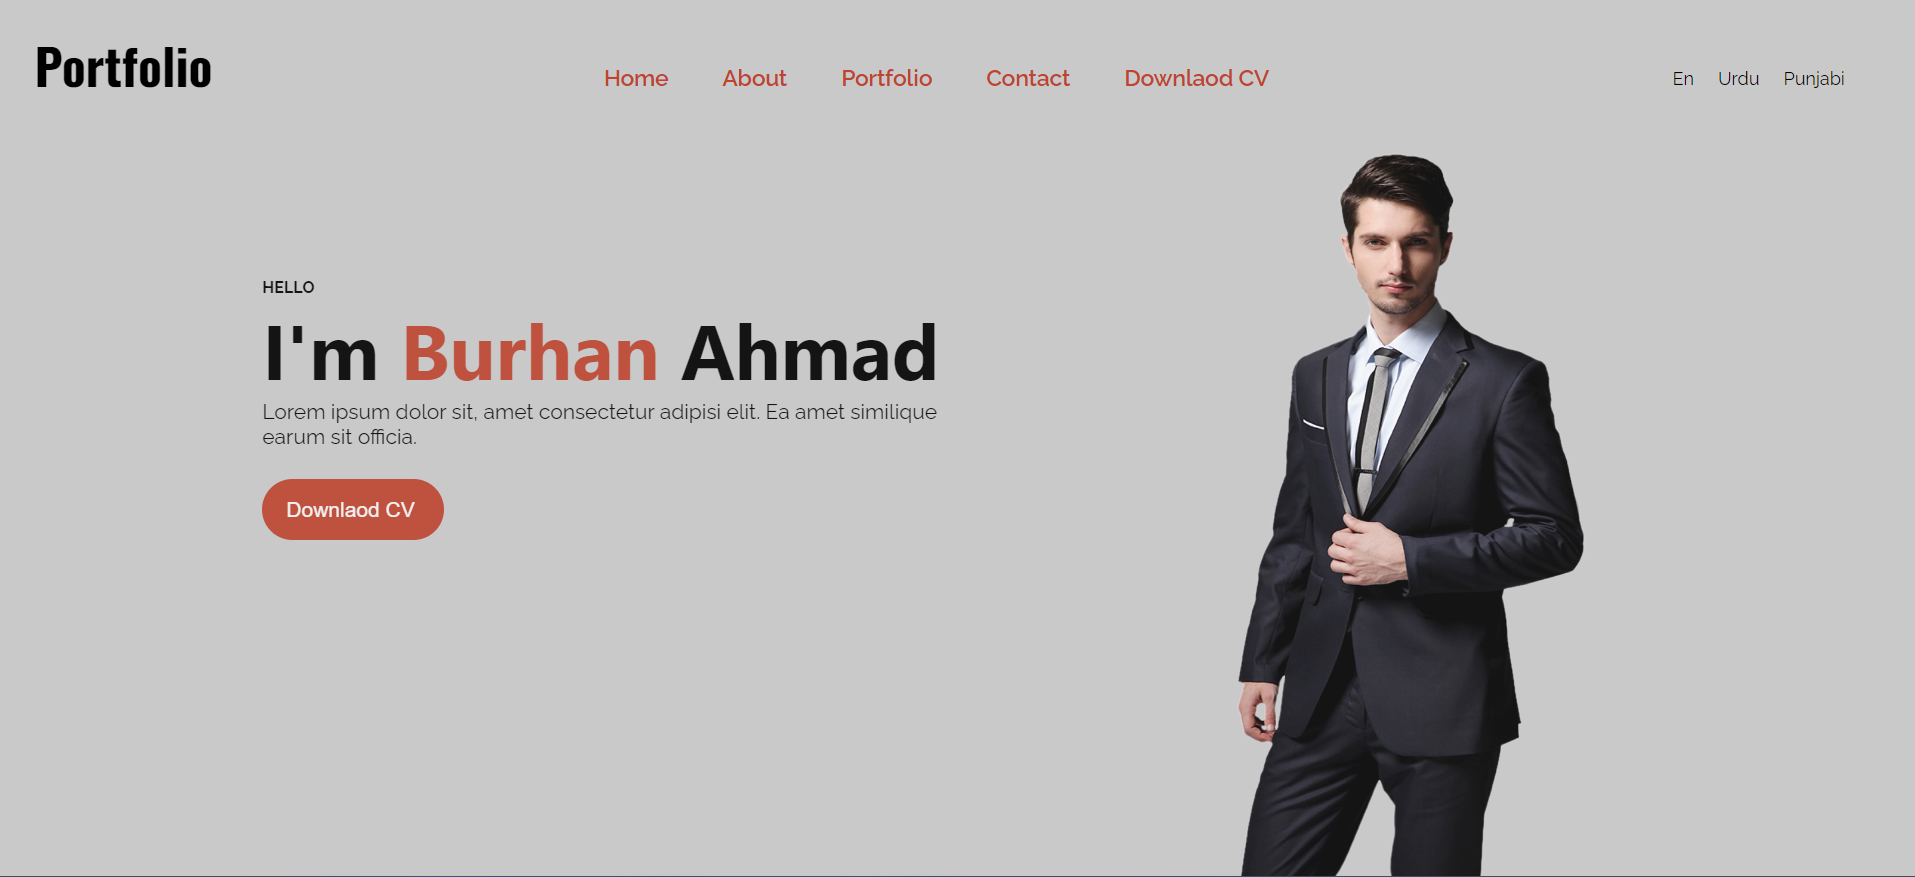 Portfolio
Home About Portfolio Contact Downlaod CV
En Urdu Punjabi
HELLO
I'm Burhan Ahmad
Lorem ipsum dolor sit, amet consectetur adipisi elit. Ea amet similique
earum sit officia.
Downlaod CV